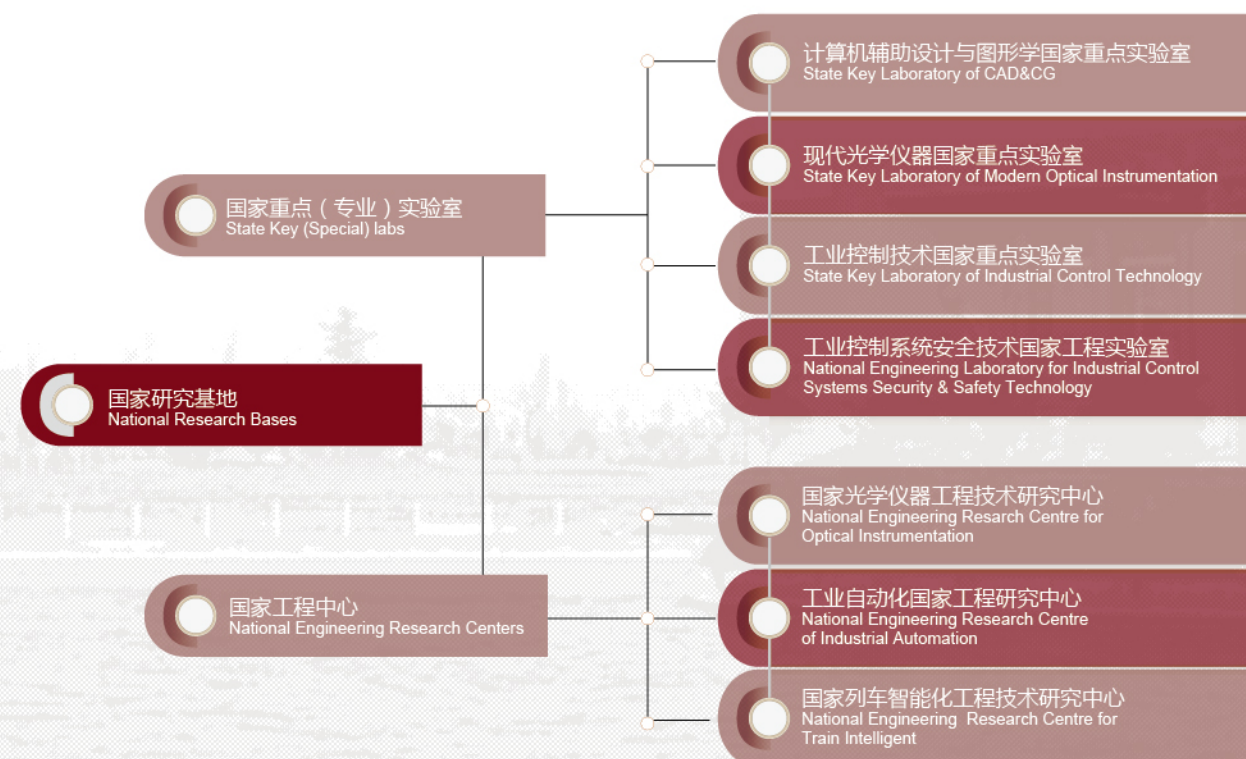 计算机辅助设计与图形学国家重点实验室
State Key Laboratory of CAD&CG
现代光学仪器国家重点实验室
State Key Laboratory of Modern Optical Instrumentation
国家重点（专业）实验室
State Key (Special) labs
工业控制技术国家重点实验室
State Key Laboratory of Industrial Control Technology
工业控制系统安全技术国家工程实验室
National Engineering Laboratory for Industrial Control
Systems Security & Safety Technology
国家研究基地
National Research Bases
国家光学仪器工程技术研究中心
National Engineering Resarch Centre for
Optical Instrumentation
国家工程中心
National Engineering Research Centers
工业自动化国家工程研究中心
National Engineering Research Centre
of Industrial Automation
国家列车智能化工程技术研究中心
National Engineering Research Centre for
Train Intelligent